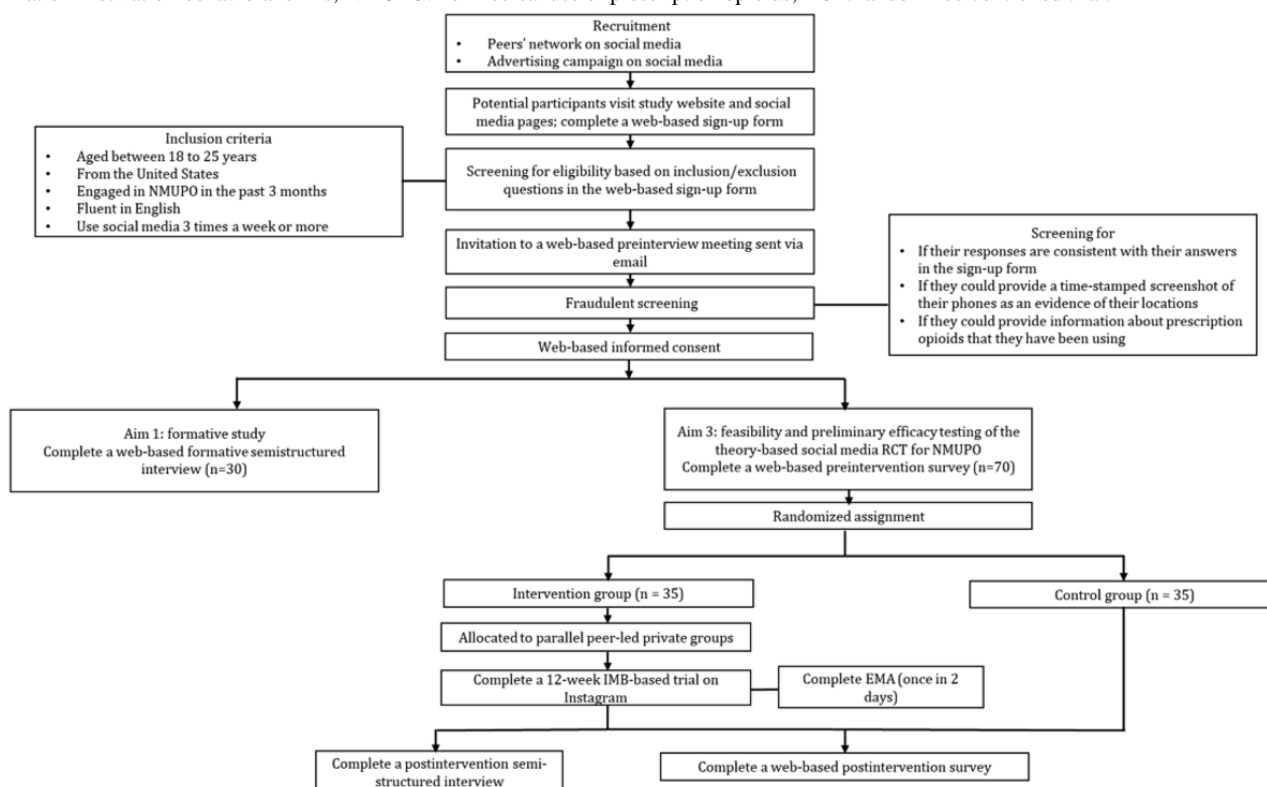 Recruitment
• Peers' network on social media
• Advertising campaign on social media
Potential participants visit study website and social
media pages; complete a web-based sign-up form
Inclusion criteria
• Aged between 18 to 25 years
• From the United States
• Engaged in NMUPO in the past 3 months
• Fluent in English
• Use social media 3 times a week or more
Screening for eligibility based on inclusion/exclusion
questions in the web-based sign-up form
Invitation to a web-based preinterview meeting sent via
email
Fraudulent screening
Screening for
• If their responses are consistent with their answers
in the sign-up form
• If they could provide a time-stamped screenshot of
their phones as an evidence of their locations
• If they could provide information about prescription
opioids that they have been using
Web-based informed consent
Aim 1: formative study
Complete a web-based formative semistructured
interview (n=30)
Aim 3: feasibility and preliminary efficacy testing of the
theory-based social media RCT for NMUPO
Complete a web-based preintervention survey (n=70)
Randomized assignment
Intervention group (n = 35)
Control group (n = 35)
Allocated to parallel peer-led private groups
Complete a 12-week IMB-based trial on
Instagram
Complete EMA (once in 2
days)
Complete a postintervention semi-
structured interview
Complete a web-based postintervention survey